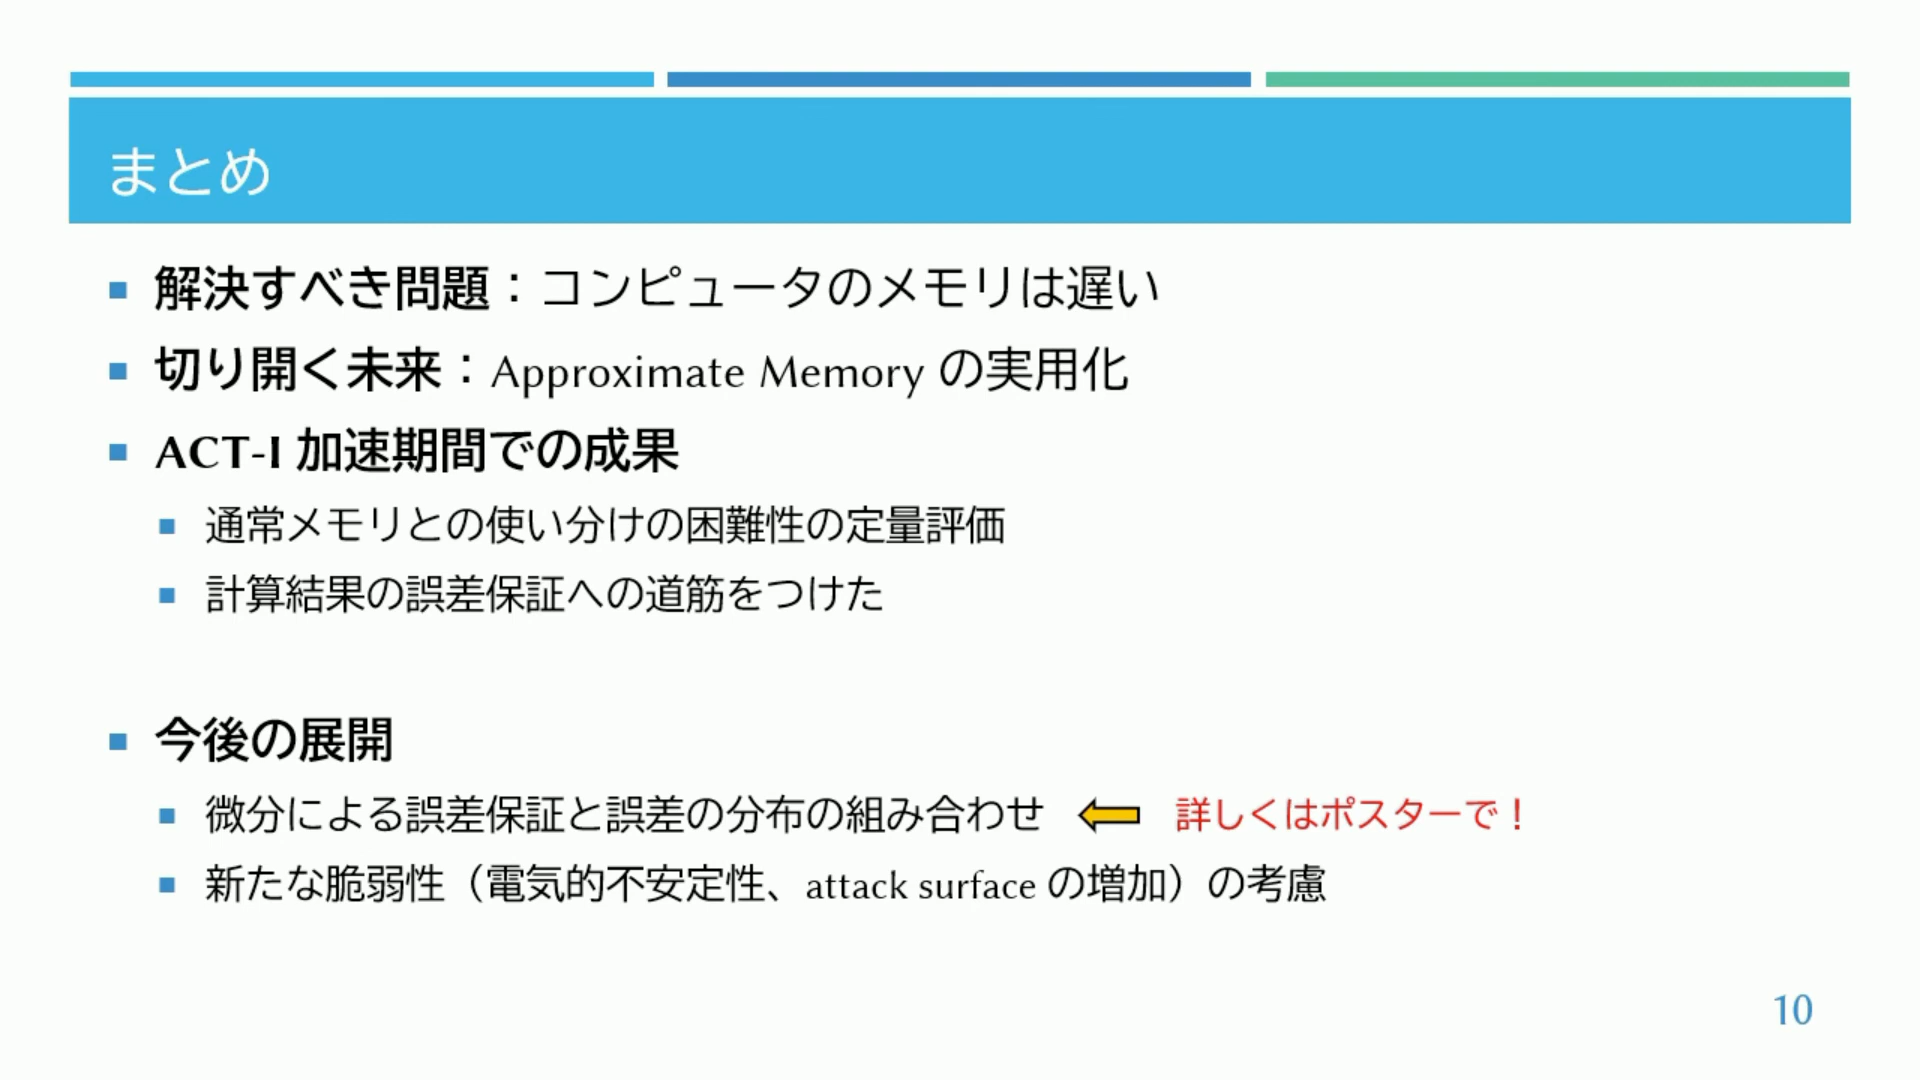 まとめ
解決すべき問題：コンピュータのメモリは遅い
切り開く未来：Approximate Memory の実用化
ACT-I 加速期間での成果
通常メモリとの使い分けの困難性の定量評価
計算結果の誤差保証への道筋をつけた
今後の展開
微分による誤差保証と誤差の分布の組み合わせ 詳しくはポスターで！
新たな脆弱性（電気的不安定性、attack surface の増加）の考慮
10